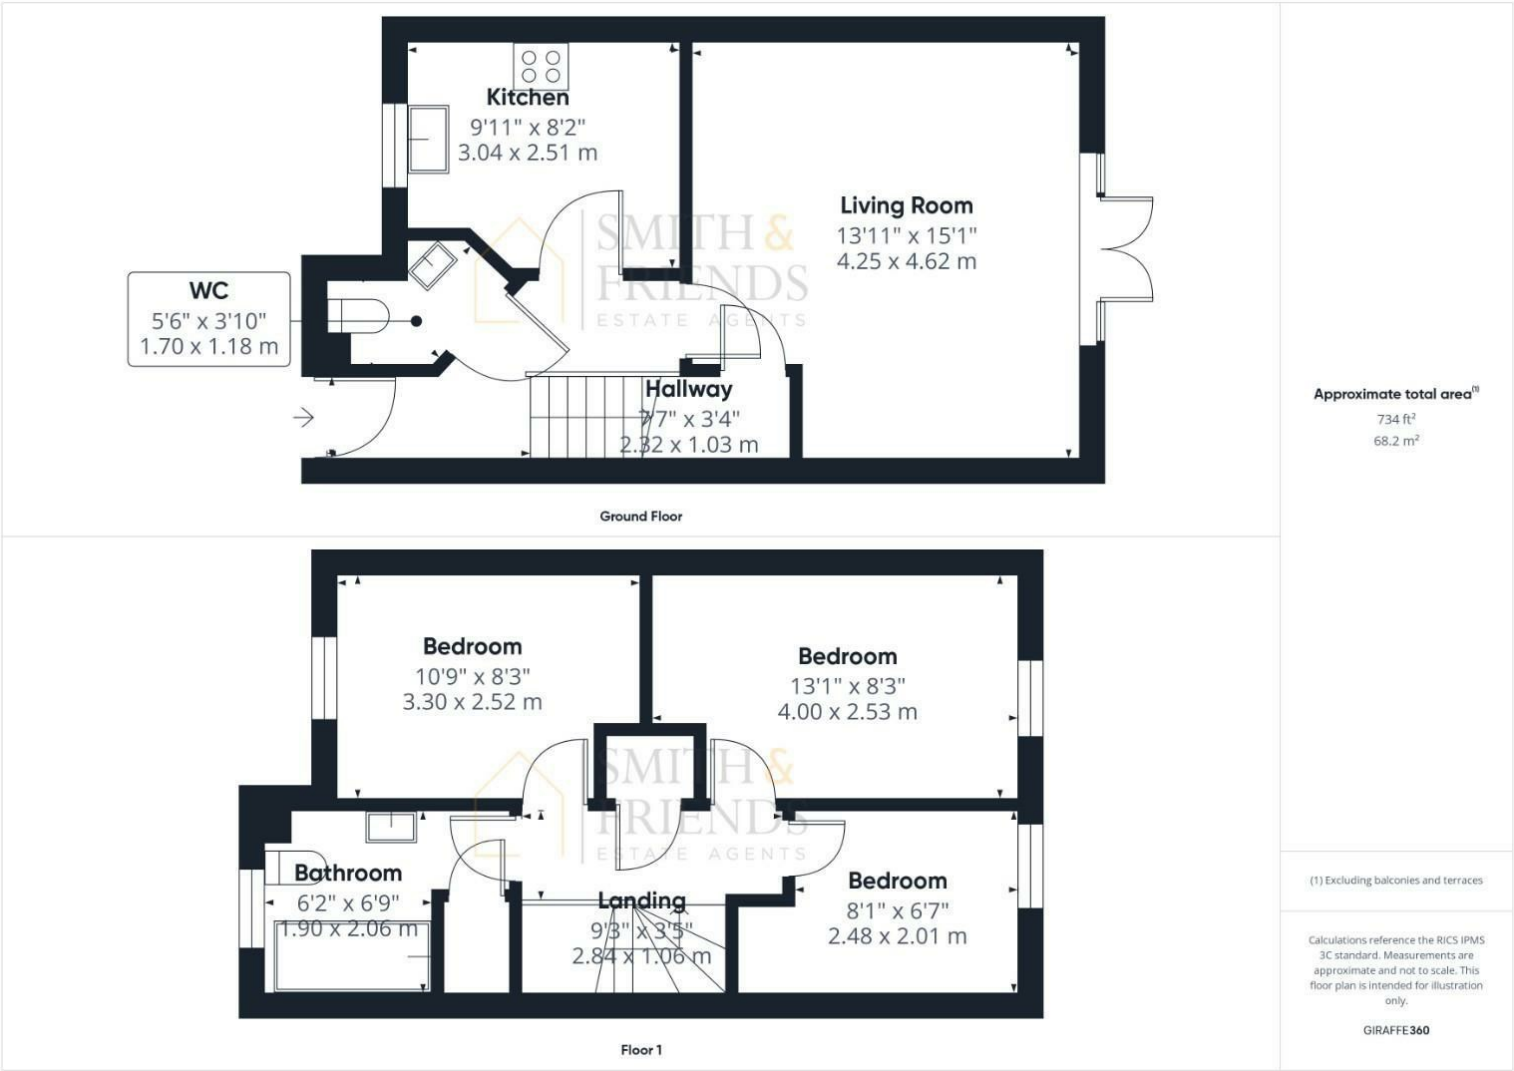 Kitchen
9'11" x 8'2"
3.04 x 2.51 m
Living Room
13'11" x 15'1"
4.25 x 4.62 m
SMITH &
FRIENDS
ESTATE AGENTS
WC
5'6" x 3'10"
1.70 x 1.18 m
Hallway
7'7" x 3'4"
2.32 x 1.03 m
Ground Floor
Approximate total area(1)
734 ft²
68.2 m²
Bedroom
10'9" x 8'3"
3.30 x 2.52 m
Bedroom
13'1" x 8'3"
4.00 x 2.53 m
SMITH &
FRIENDS
ESTATE AGENTS
Bathroom
6'2" x 6'9"
1.90 x 2.06 m
Landing
9'3" x 3'5"
2.84 x 1.06 m
Bedroom
8'1" x 6'7"
2.48 x 2.01 m
Floor 1
(1) Excluding balconies and terraces
Calculations reference the RICS IPMS
3C standard. Measurements are
approximate and not to scale. This
floor plan is intended for illustration
only.
GIRAFFE360